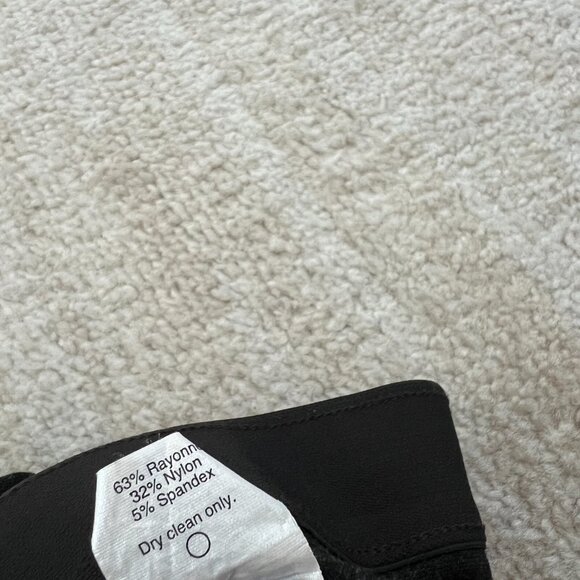 63% Rayonne
32% Nylon
5% Spandex
Dry clean only.